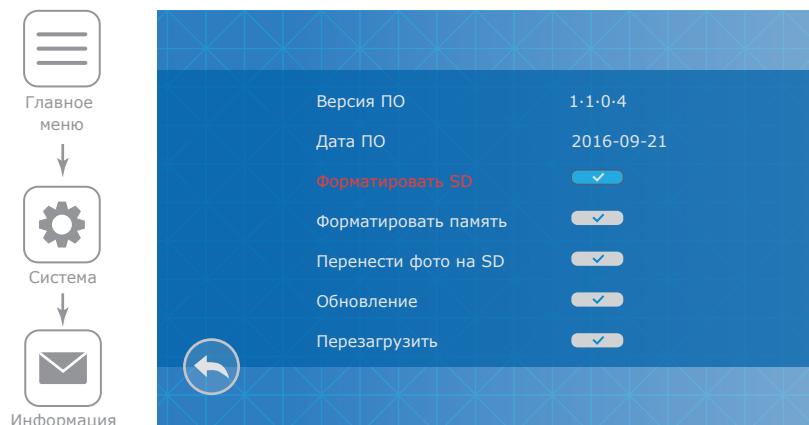 Главное
меню
Система
Информация
Версия ПО 1·1·0·4
Дата ПО 2016-09-21
Форматировать SD
Форматировать память
Перенести фото на SD
Обновление
Перезагрузить